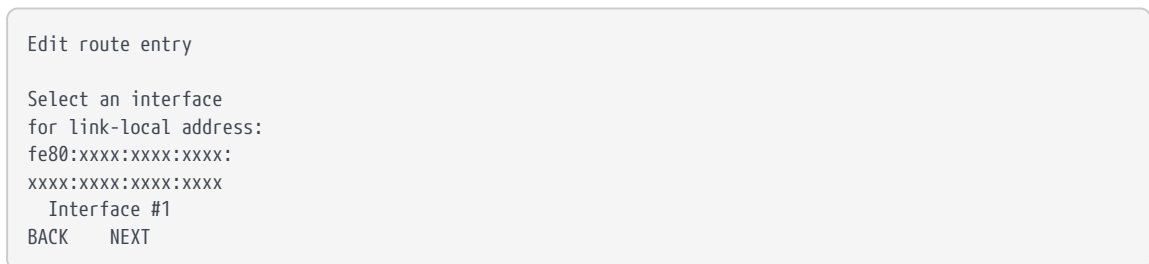 Edit route entry
Select an interface
for link-local address:
fe80:xxxx:xxxx:xxxx:
xxxx:xxxx:xxxx:xxxx
Interface #1
BACK NEXT